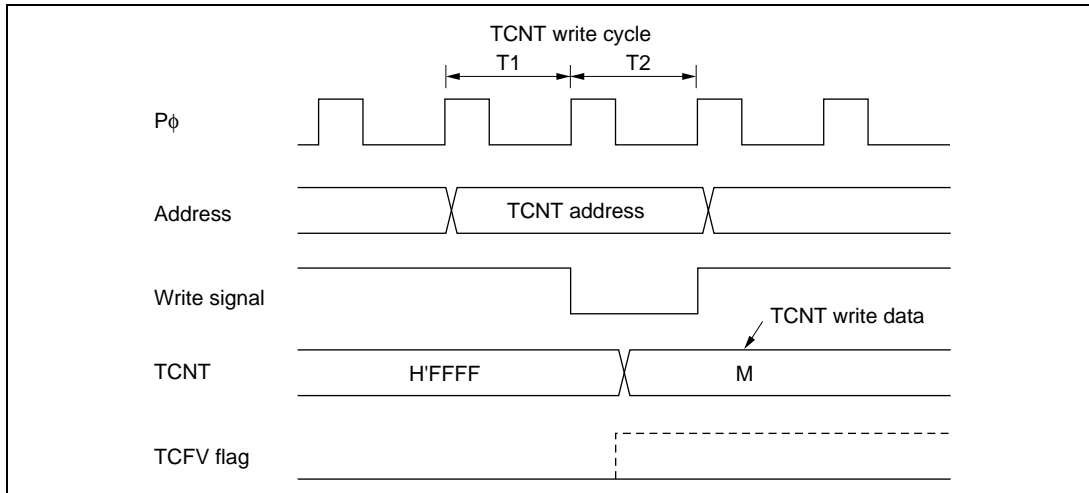 TCNT write cycle
T1 T2
Pϕ
Address TCNT address
Write signal
TCNT write data
TCNT H'FFFF M
TCFV flag